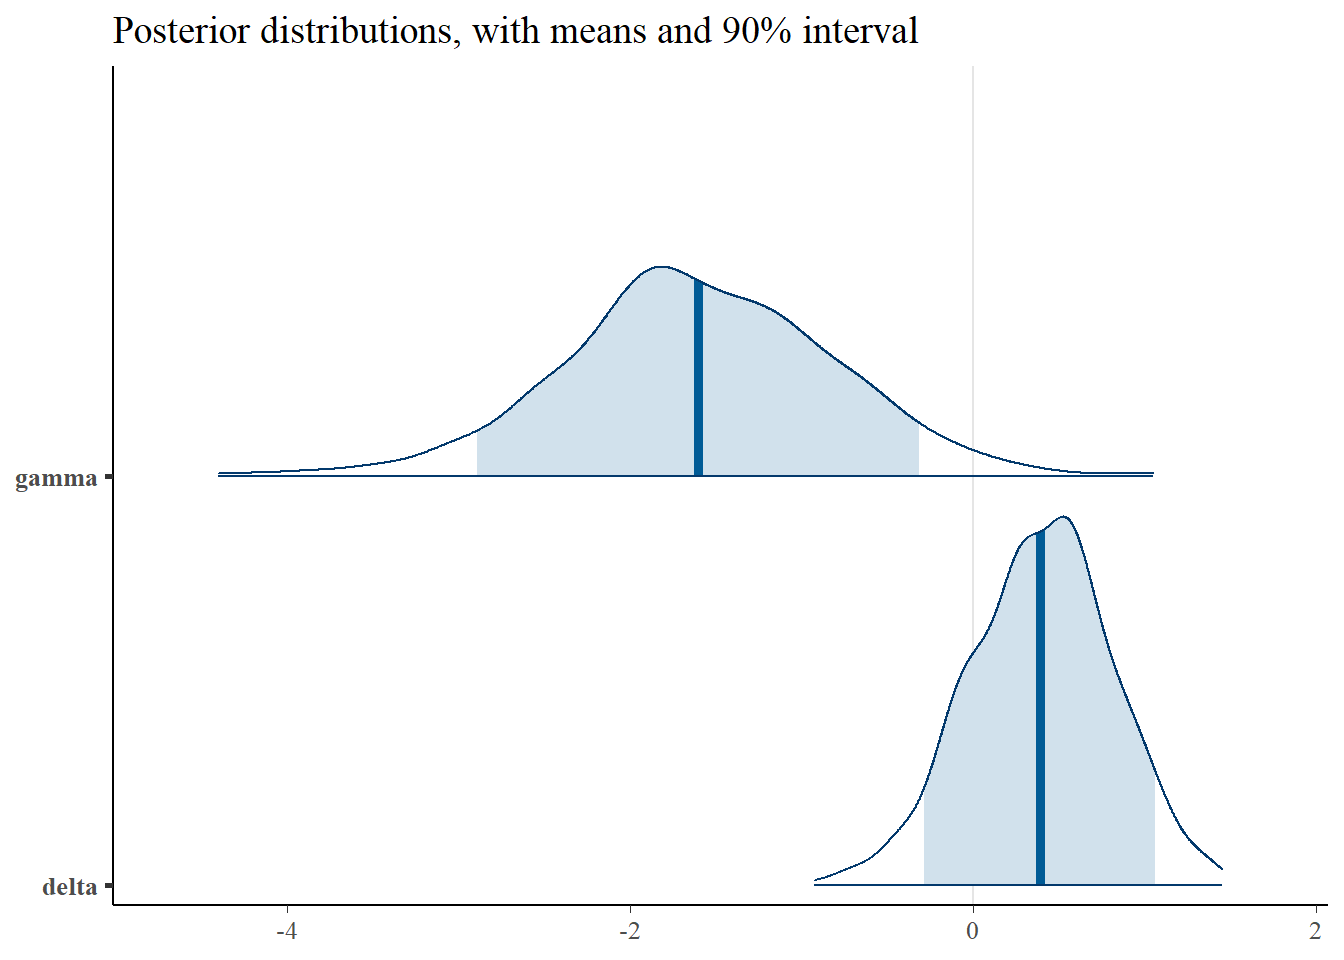 Posterior distributions, with means and 90% interval
gamma
delta
-4 -2 0 2